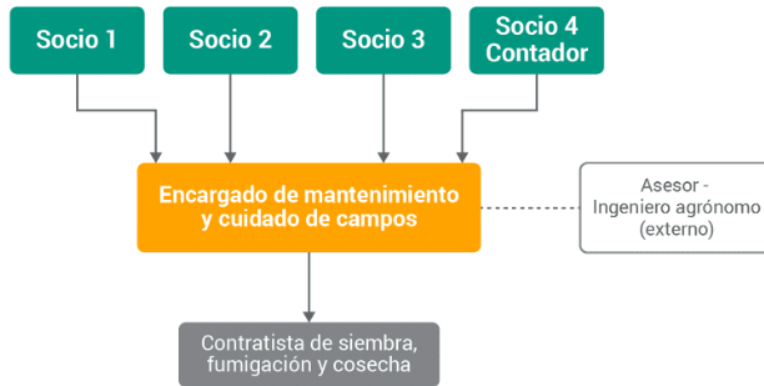 Socio 1
Socio 2
Socio 3
Socio 4
Contador
Encargado de mantenimiento
y cuidado de campos
Asesor -
Ingeniero agrónomo
(externo)
Contratista de siembra,
fumigación y cosecha